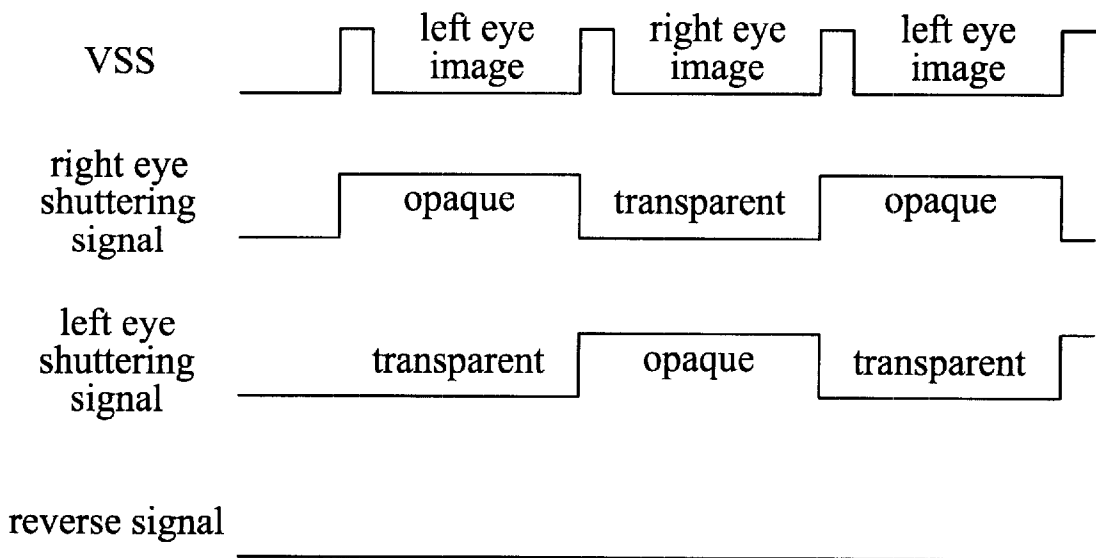 VSS
left eye
image
right eye
image
left eye
image
right eye
shuttering
signal
opaque
transparent
opaque
left eye
shuttering
signal
transparent
opaque
transparent
reverse signal